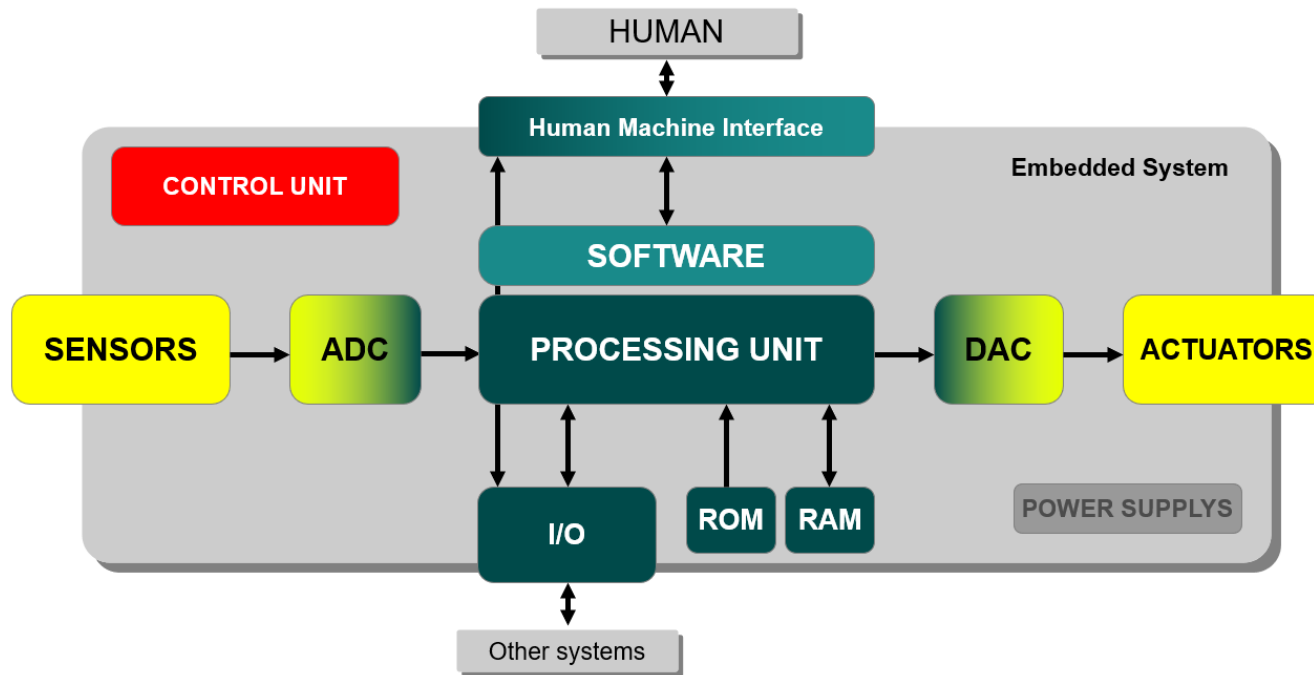 HUMAN
Human Machine Interface
CONTROL UNIT
Embedded System
SOFTWARE
SENSORS
ADC
PROCESSING UNIT
DAC
ACTUATORS
I/O
ROM
RAM
POWER SUPPLYS
Other systems